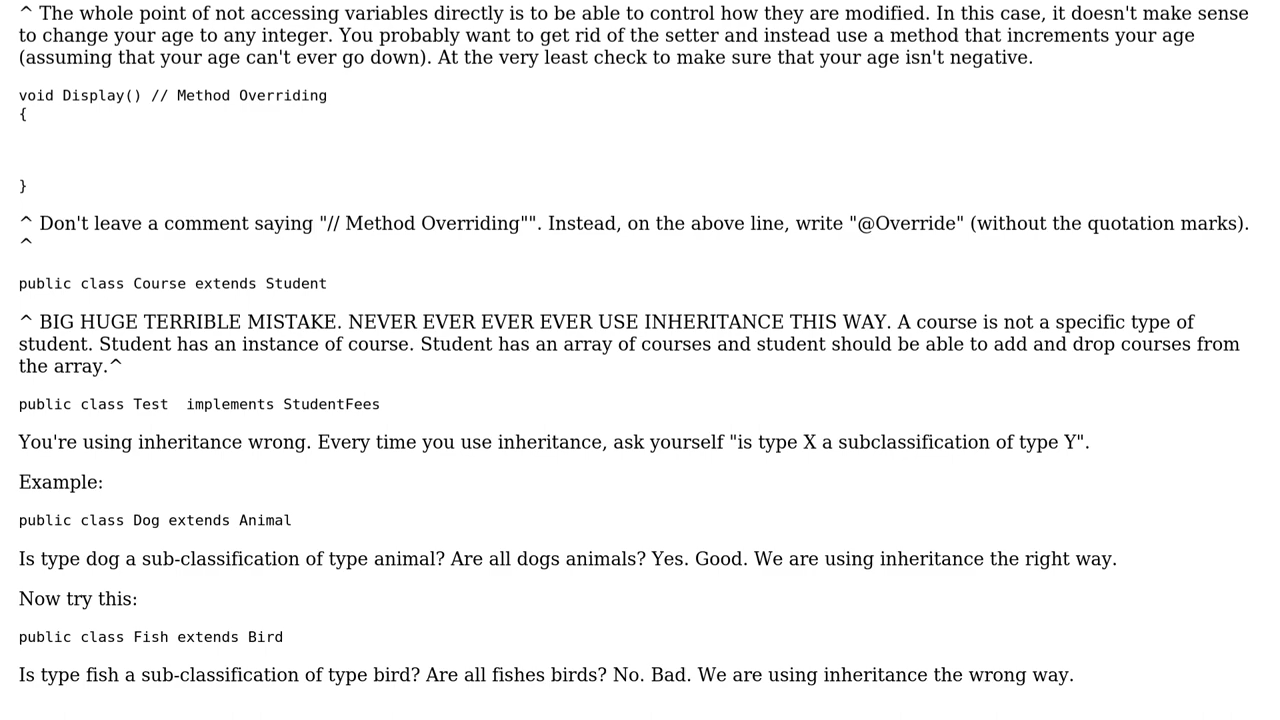 ^ The whole point of not accessing variables directly is to be able to control how they are modified. In this case, it doesn't make sense
to change your age to any integer. You probably want to get rid of the setter and instead use a method that increments your age
(assuming that your age can't ever go down). At the very least check to make sure that your age isn't negative.
void Display() // Method Overriding
{
}
^ Don't leave a comment saying "// Method Overriding"". Instead, on the above line, write "@Override" (without the quotation marks).
^
public class Course extends Student
^ BIG HUGE TERRIBLE MISTAKE. NEVER EVER EVER EVER USE INHERITANCE THIS WAY. A course is not a specific type of
student. Student has an instance of course. Student has an array of courses and student should be able to add and drop courses from
the array.^
public class Test  implements StudentFees
You're using inheritance wrong. Every time you use inheritance, ask yourself "is type X a subclassification of type Y".
Example:
public class Dog extends Animal
Is type dog a sub-classification of type animal? Are all dogs animals? Yes. Good. We are using inheritance the right way.
Now try this:
public class Fish extends Bird
Is type fish a sub-classification of type bird? Are all fishes birds? No. Bad. We are using inheritance the wrong way.